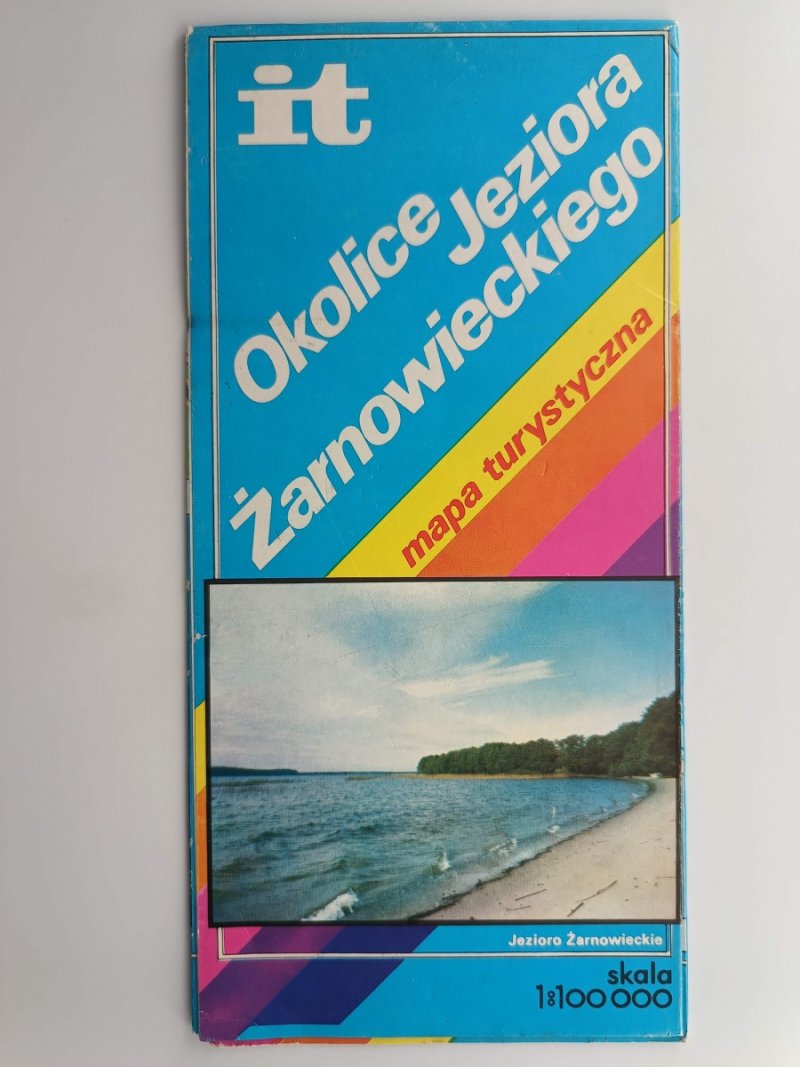 it
Okolice Jeziora
Żarnowieckiego
mapa turystyczna
Jezioro Żarnowieckie
skala
1:100 000